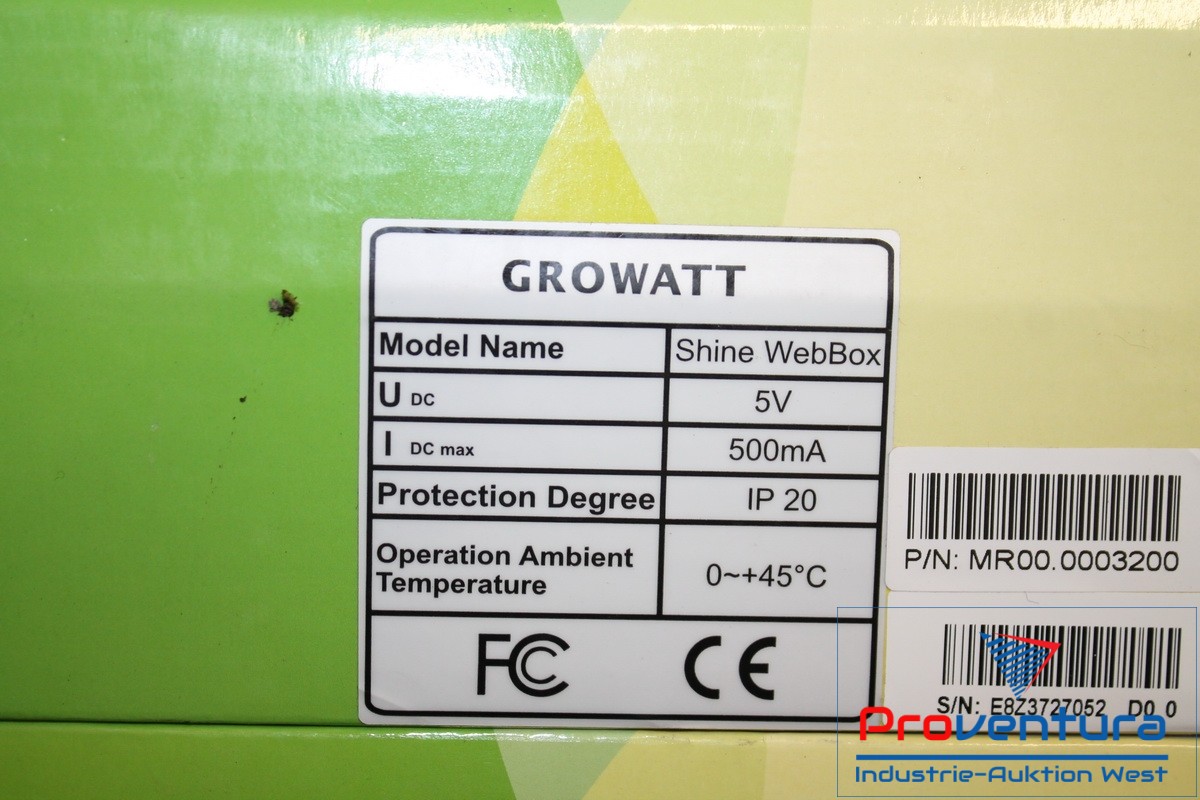 GROWATT
Model Name Shine WebBox
U DC 5V
I DC max 500mA
Protection Degree IP 20
Operation Ambient
Temperature 0~+45°C
FC CE
P/N: MR00.0003200
S/N: E8Z3727052 D0 0
Proventura
Industrie-Auktion West